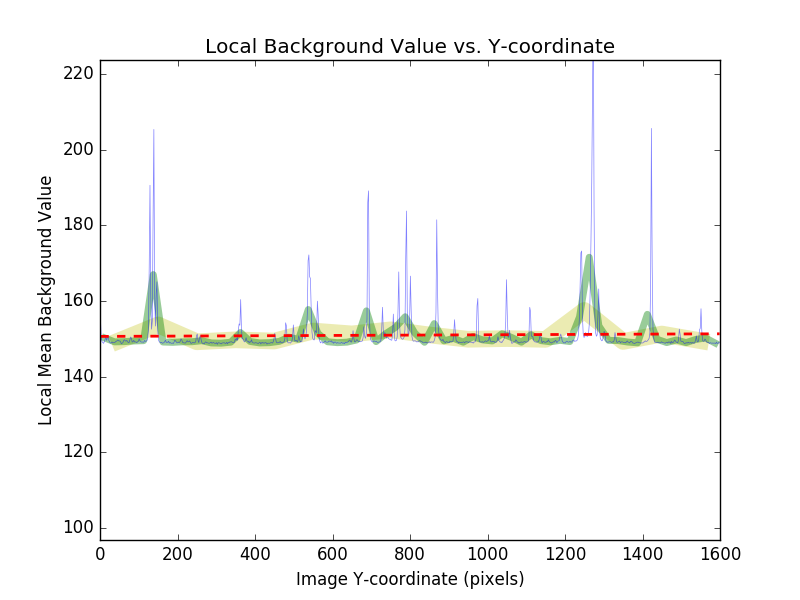 Local Background Value vs. Y-coordinate
Local Mean Background Value
220
200
180
160
140
120
100
0 200 400 600 800 1000 1200 1400 1600
Image Y-coordinate (pixels)